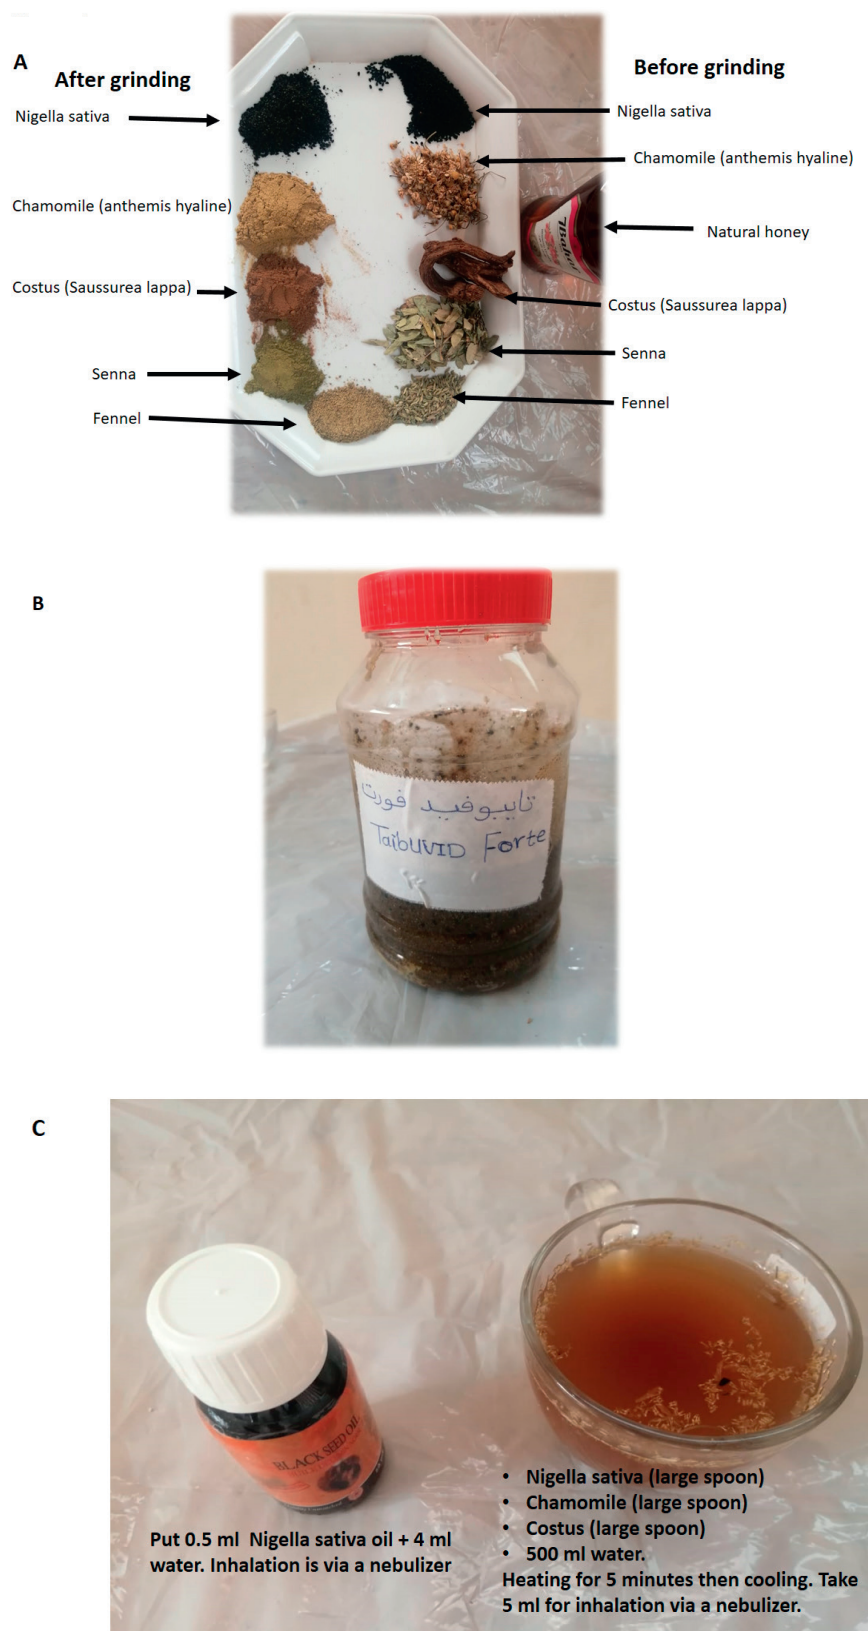 A
After grinding
Before grinding
Nigella sativa
Nigella sativa
Chamomile (anthemis hyaline)
Chamomile (anthemis hyaline)
Natural honey
Costus (Saussurea lappa)
Costus (Saussurea lappa)
Senna
Senna
Fennel
Fennel
B
تايبوفيد فورت
TaibUVID Forte
C
BLACK SEED OIL
Put 0.5 ml Nigella sativa oil + 4 ml
water. Inhalation is via a nebulizer
• Nigella sativa (large spoon)
• Chamomile (large spoon)
• Costus (large spoon)
• 500 ml water.
Heating for 5 minutes then cooling. Take
5 ml for inhalation via a nebulizer.